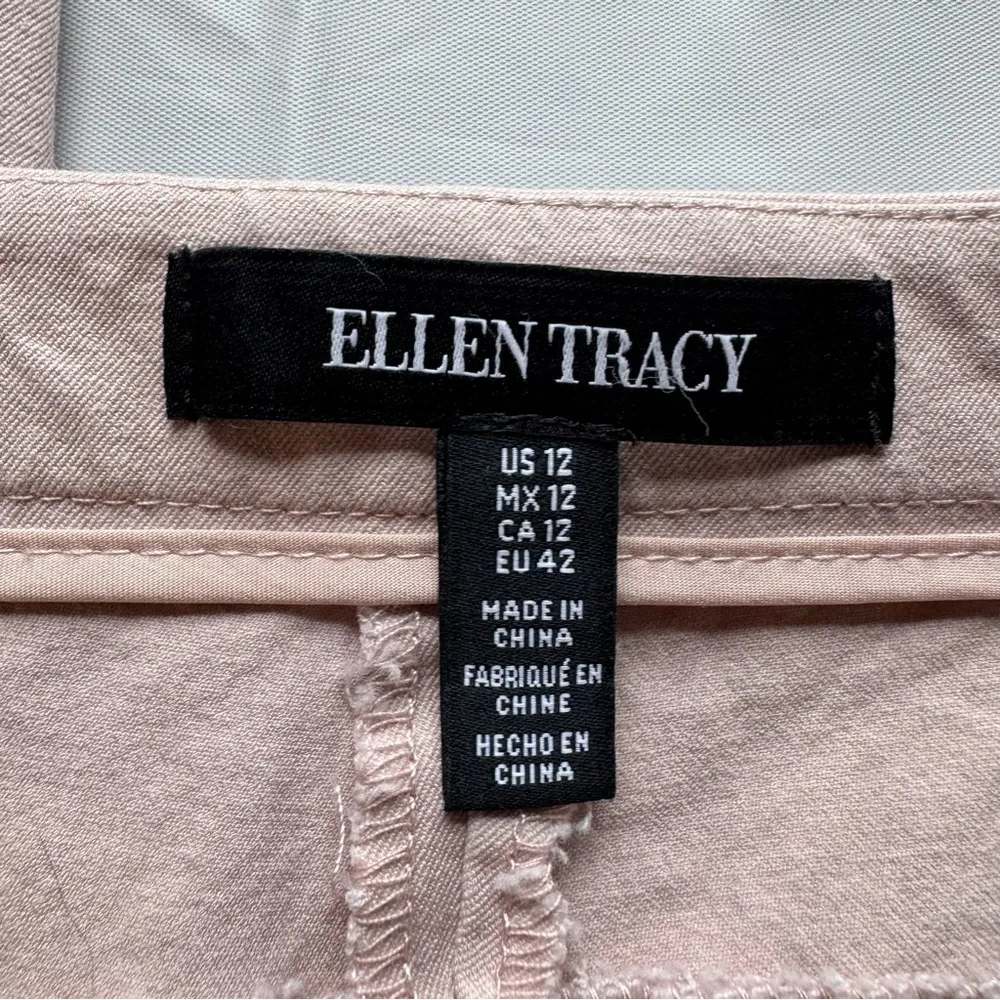 ELLEN TRACY
US 12
MX 12
CA 12
EU 42
MADE IN
CHINA
FABRIQUÉ EN
CHINE
HECHO EN
CHINA